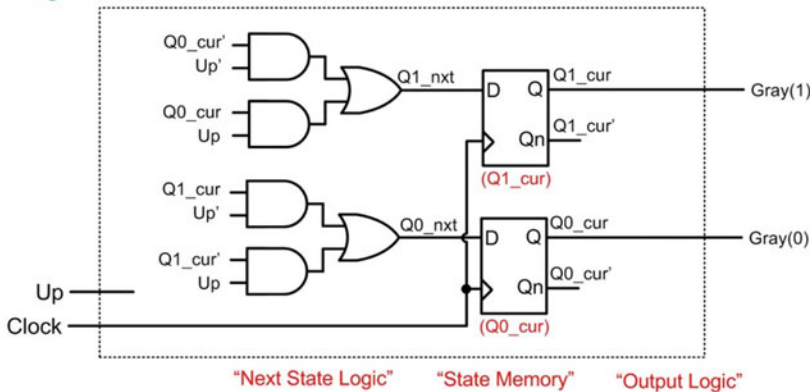 Q0_cur'
Up'
Q0_cur
Up
Q1_nxt
D
Q
Qn
(Q1_cur)
Q1_cur
Q1_cur'
Gray(1)
Q1_cur
Up'
Q1_cur'
Up
Q0_nxt
D
Q
Qn
(Q0_cur)
Q0_cur
Q0_cur'
Gray(0)
Up
Clock
"Next State Logic"
"State Memory"
"Output Logic"